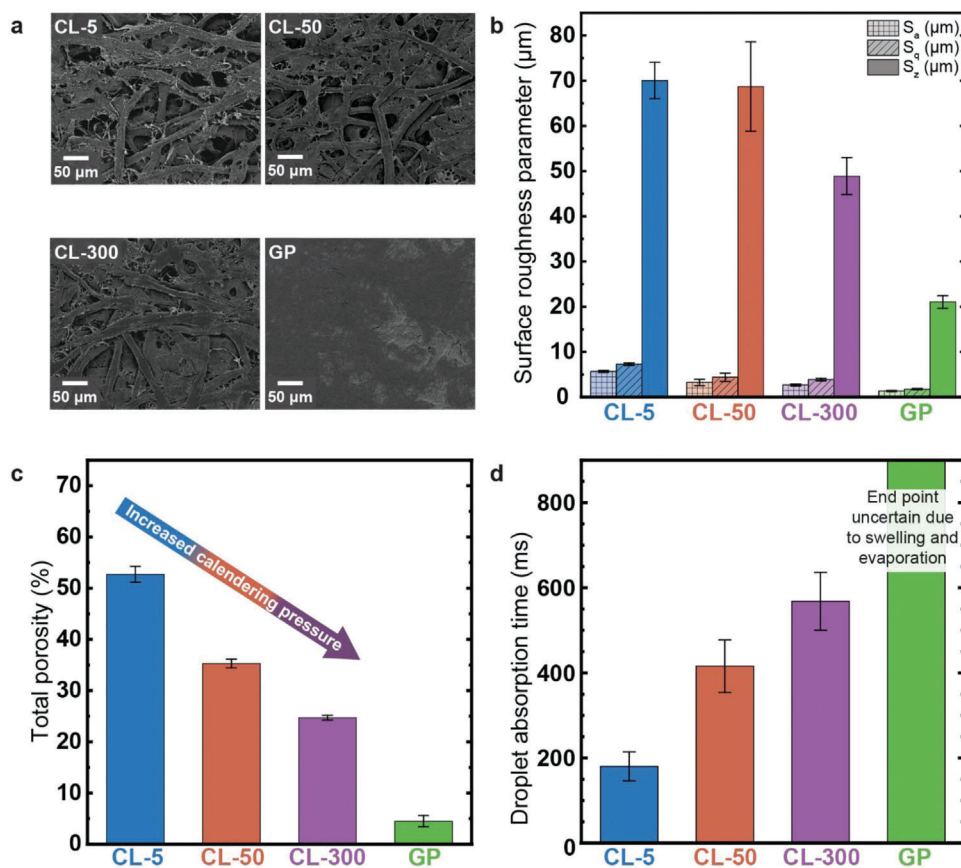 a
CL-5
50 µm
CL-50
50 µm
CL-300
50 µm
GP
50 µm
b
Surface roughness parameter (µm)
80
70
60
50
40
30
20
10
0
Sₐ (µm)
S_q (µm)
S_z (µm)
CL-5
CL-50
CL-300
GP
c
Total porosity (%)
70
60
50
40
30
20
10
0
Increased calendering pressure
CL-5
CL-50
CL-300
GP
d
Droplet absorption time (ms)
800
600
400
200
0
End point
uncertain due
to swelling and
evaporation
CL-5
CL-50
CL-300
GP